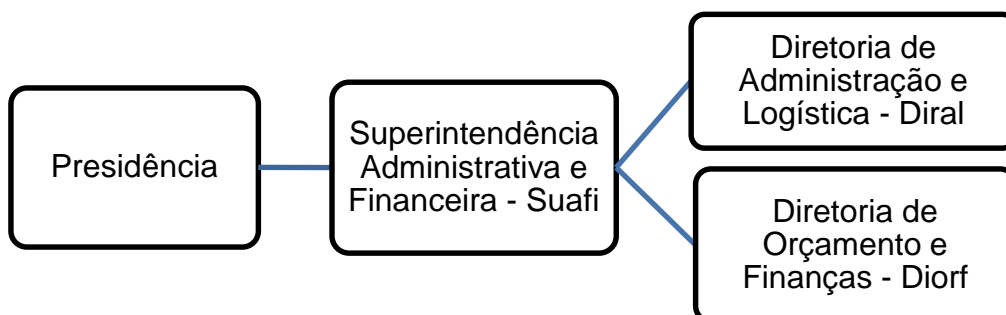 Presidência
Superintendência
Administrativa e
Financeira - Suafi
Diretoria de
Administração e
Logística - Diral
Diretoria de
Orçamento e
Finanças - Diorf